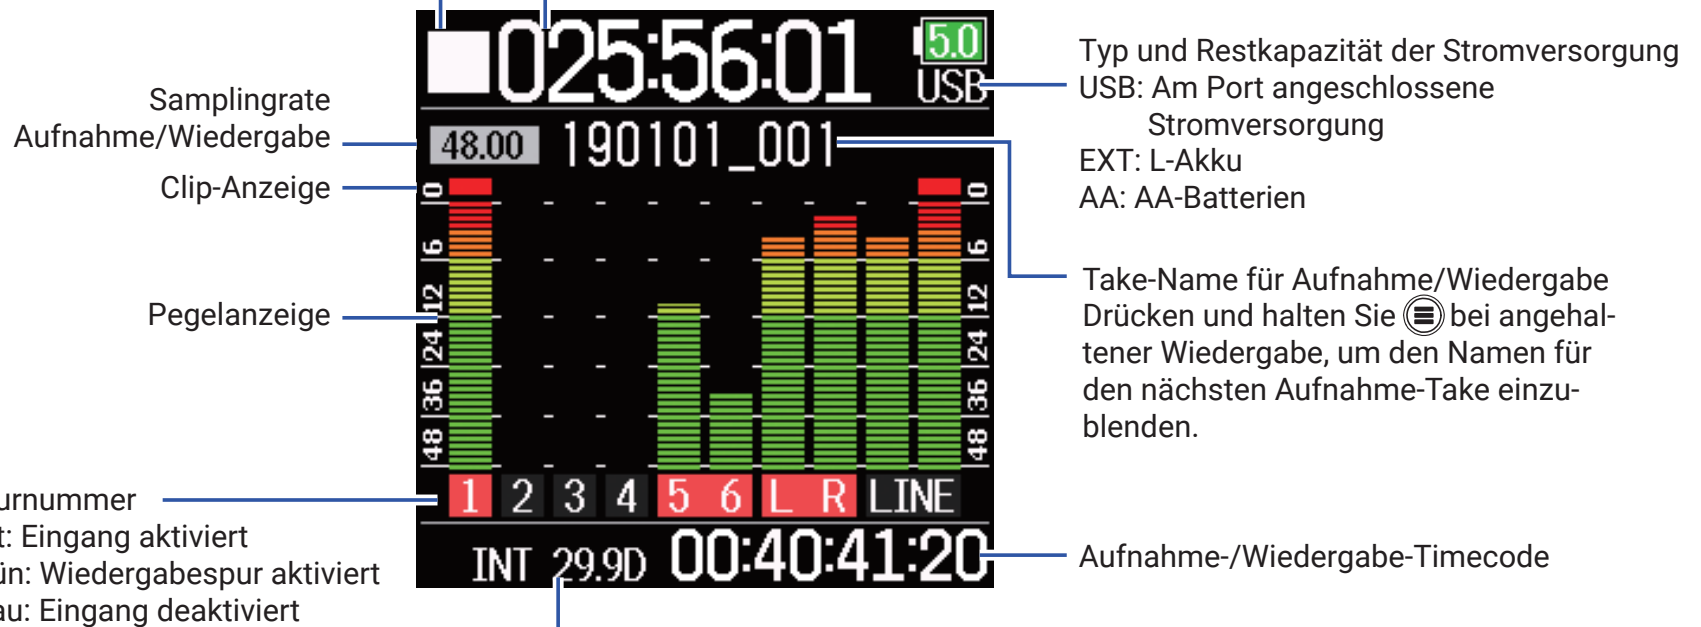 025:56:01
5.0
USB
48.00
190101_001
0
6
12
24
36
48
0
6
12
24
36
48
1 2 3 4 5 6 L R LINE
INT 29.9D 00:40:41:20
Samplingrate
Aufnahme/Wiedergabe
Clip-Anzeige
Pegelanzeige
urnummer
t: Eingang aktiviert
ün: Wiedergabespur aktiviert
au: Eingang deaktiviert
Typ und Restkapazität der Stromversorgung
USB: Am Port angeschlossene
Stromversorgung
EXT: L-Akku
AA: AA-Batterien
Take-Name für Aufnahme/Wiedergabe
Drücken und halten Sie bei angehal-
tener Wiedergabe, um den Namen für
den nächsten Aufnahme-Take einzu-
blenden.
Aufnahme-/Wiedergabe-Timecode